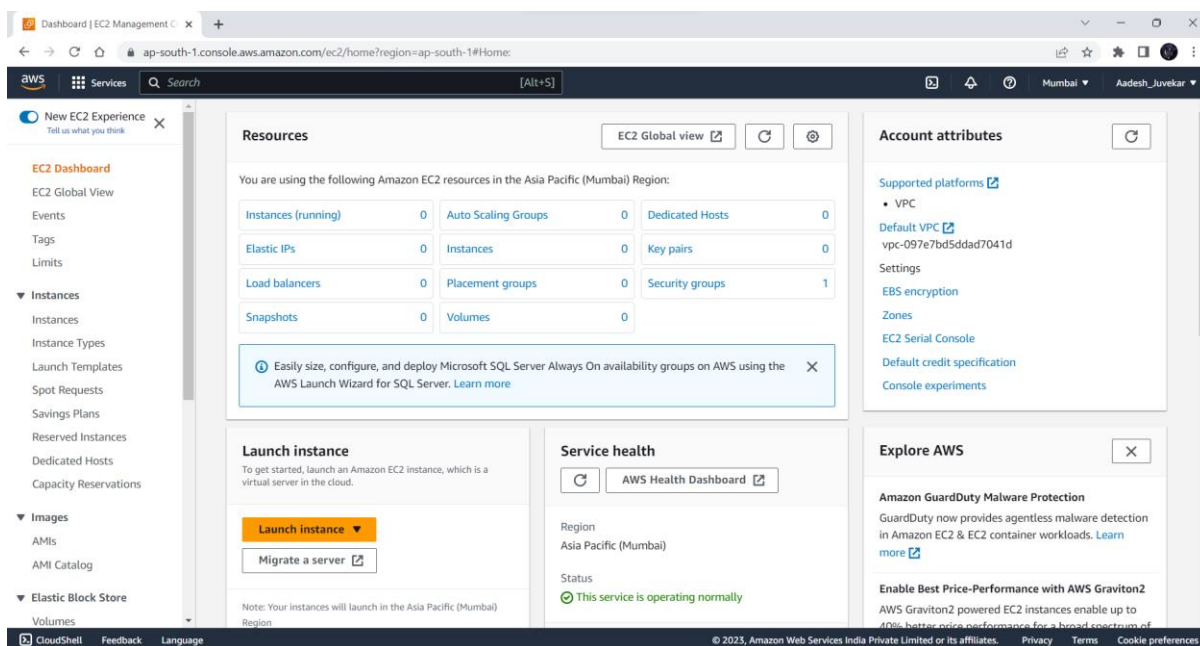 Dashboard | EC2 Management C
ap-south-1.console.aws.amazon.com/ec2/home?region=ap-south-1#Home:
aws
Services
Search
[Alt+S]
Mumbai
Aadesh_Juvekar
New EC2 Experience
Tell us what you think
EC2 Dashboard
EC2 Global View
Events
Tags
Limits
Instances
Instances
Instance Types
Launch Templates
Spot Requests
Savings Plans
Reserved Instances
Dedicated Hosts
Capacity Reservations
Images
AMIs
AMI Catalog
Elastic Block Store
Volumes
Resources
EC2 Global view
You are using the following Amazon EC2 resources in the Asia Pacific (Mumbai) Region:
Instances (running) 0
Auto Scaling Groups 0
Dedicated Hosts 0
Elastic IPs 0
Instances 0
Key pairs 0
Load balancers 0
Placement groups 0
Security groups 1
Snapshots 0
Volumes 0
Easily size, configure, and deploy Microsoft SQL Server Always On availability groups on AWS using the
AWS Launch Wizard for SQL Server. Learn more
Launch instance
To get started, launch an Amazon EC2 instance, which is a
virtual server in the cloud.
Launch instance
Migrate a server
Note: Your instances will launch in the Asia Pacific (Mumbai)
Region
Service health
AWS Health Dashboard
Region
Asia Pacific (Mumbai)
Status
This service is operating normally
Account attributes
Supported platforms
• VPC
Default VPC
vpc-097e7bd5ddad7041d
Settings
EBS encryption
Zones
EC2 Serial Console
Default credit specification
Console experiments
Explore AWS
Amazon GuardDuty Malware Protection
GuardDuty now provides agentless malware detection
in Amazon EC2 & EC2 container workloads. Learn
more
Enable Best Price-Performance with AWS Graviton2
AWS Graviton2 powered EC2 instances enable up to
40% better price performance for a broad spectrum of
CloudShell
Feedback
Language
© 2023, Amazon Web Services India Private Limited or its affiliates.
Privacy
Terms
Cookie preferences